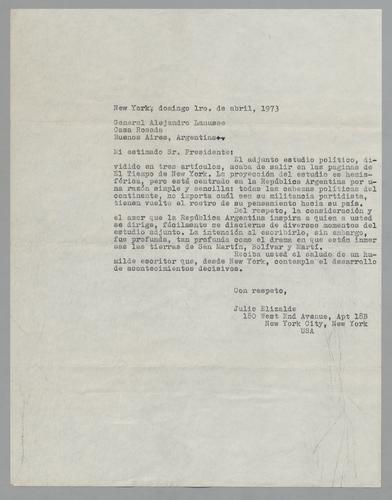 New York, domingo 1ro. de abril, 1973
General Alejandro Lanusse
Casa Rosada
Buenos Aires, Argentina
Mi estimado Sr. Presidente:
El adjunto estudio político, di-
vidido en tres artículos, acaba de salir en las paginas de
El Tiempo de New York. La proyección del estudio es hemis-
férica, pero está centrado en la República Argentina por u-
una razón simple y sencilla: todas las cabezas políticas del
continente, no importa cuál sea su militancia partidista,
tienen vuelto el rostro de su pensamiento hacia su país.
Del respeto, la consideración y
el amor que la República Argentina inspira a quien a usted
se dirige, fácilmente se discierne de diversos momentos del
estudio adjunto. La intención al escribirlo, sin embargo,
fue profunda, tan profunda como el drama en que están inmer
sas las tierras de San Martín, Bolívar y Martí.
Reciba usted el saludo de un hu-
milde escritor que, desde New York, contempla el desarrollo
de acontecimientos decisivos.
Con respeto,
Julio Elizalde
180 West End Avenue, Apt 18B
New York City, New York
USA